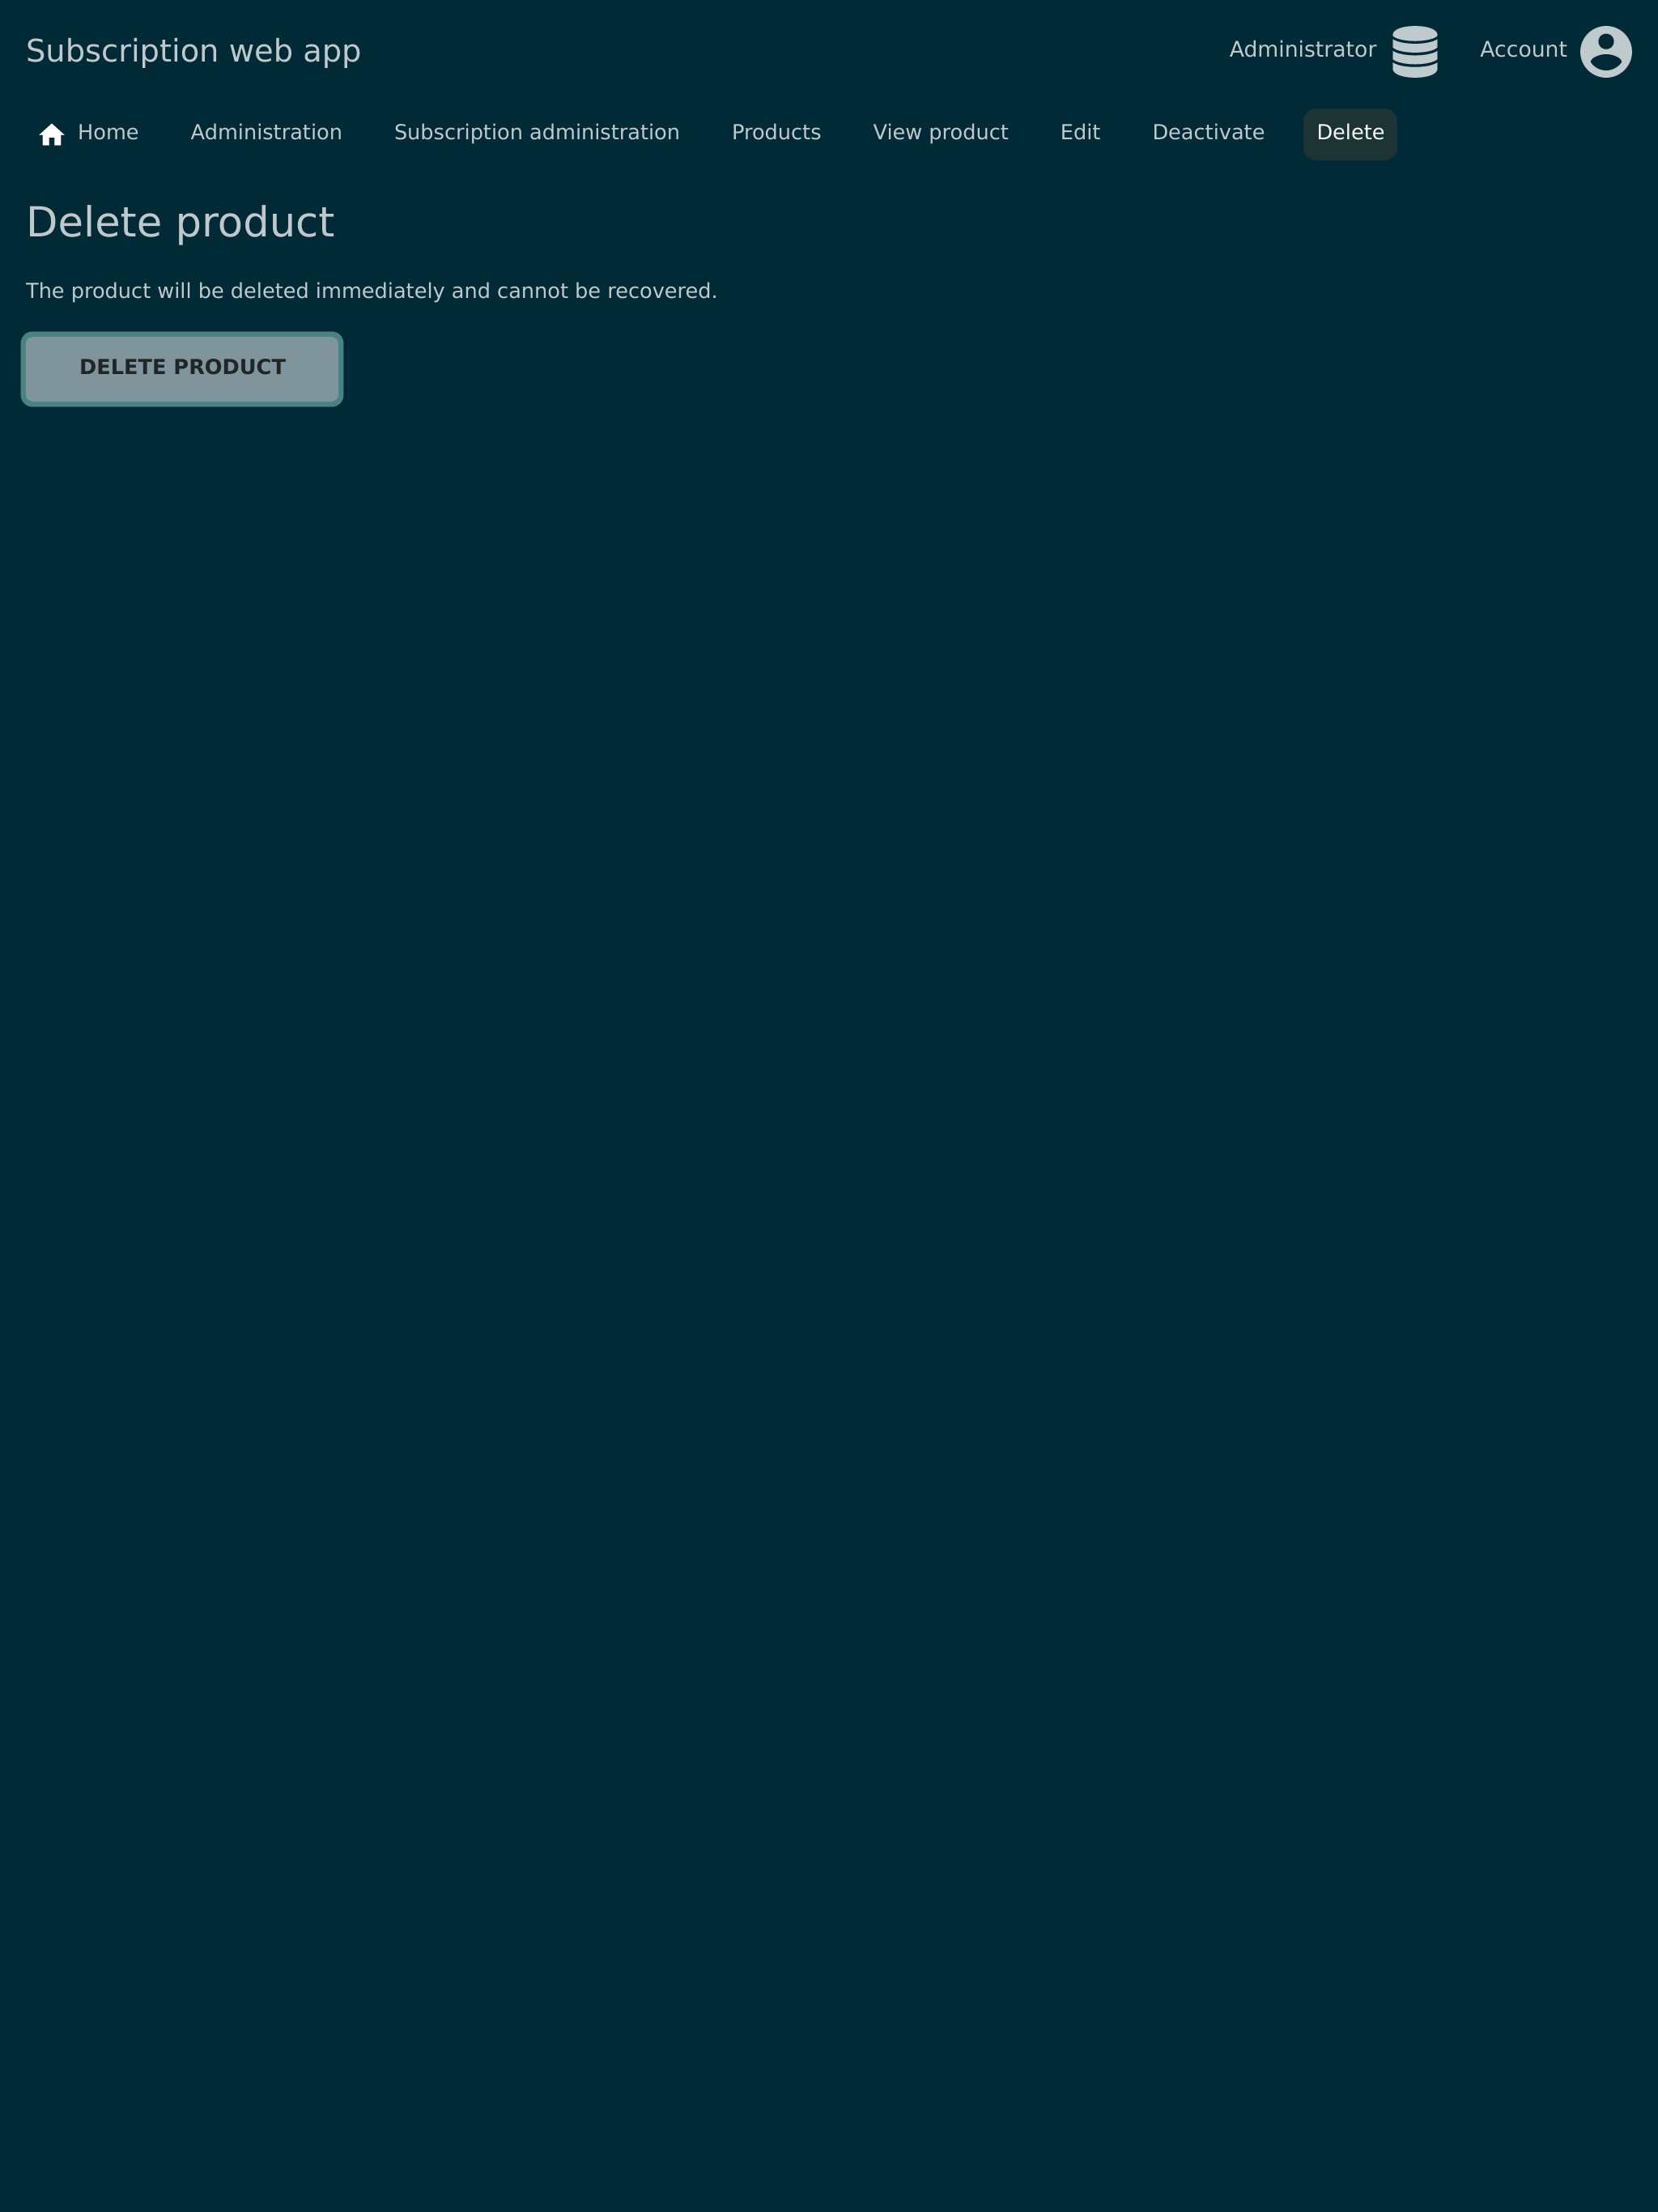 Subscription web app
Administrator
Account
Home
Administration
Subscription administration
Products
View product
Edit
Deactivate
Delete
Delete product
The product will be deleted immediately and cannot be recovered.
DELETE PRODUCT